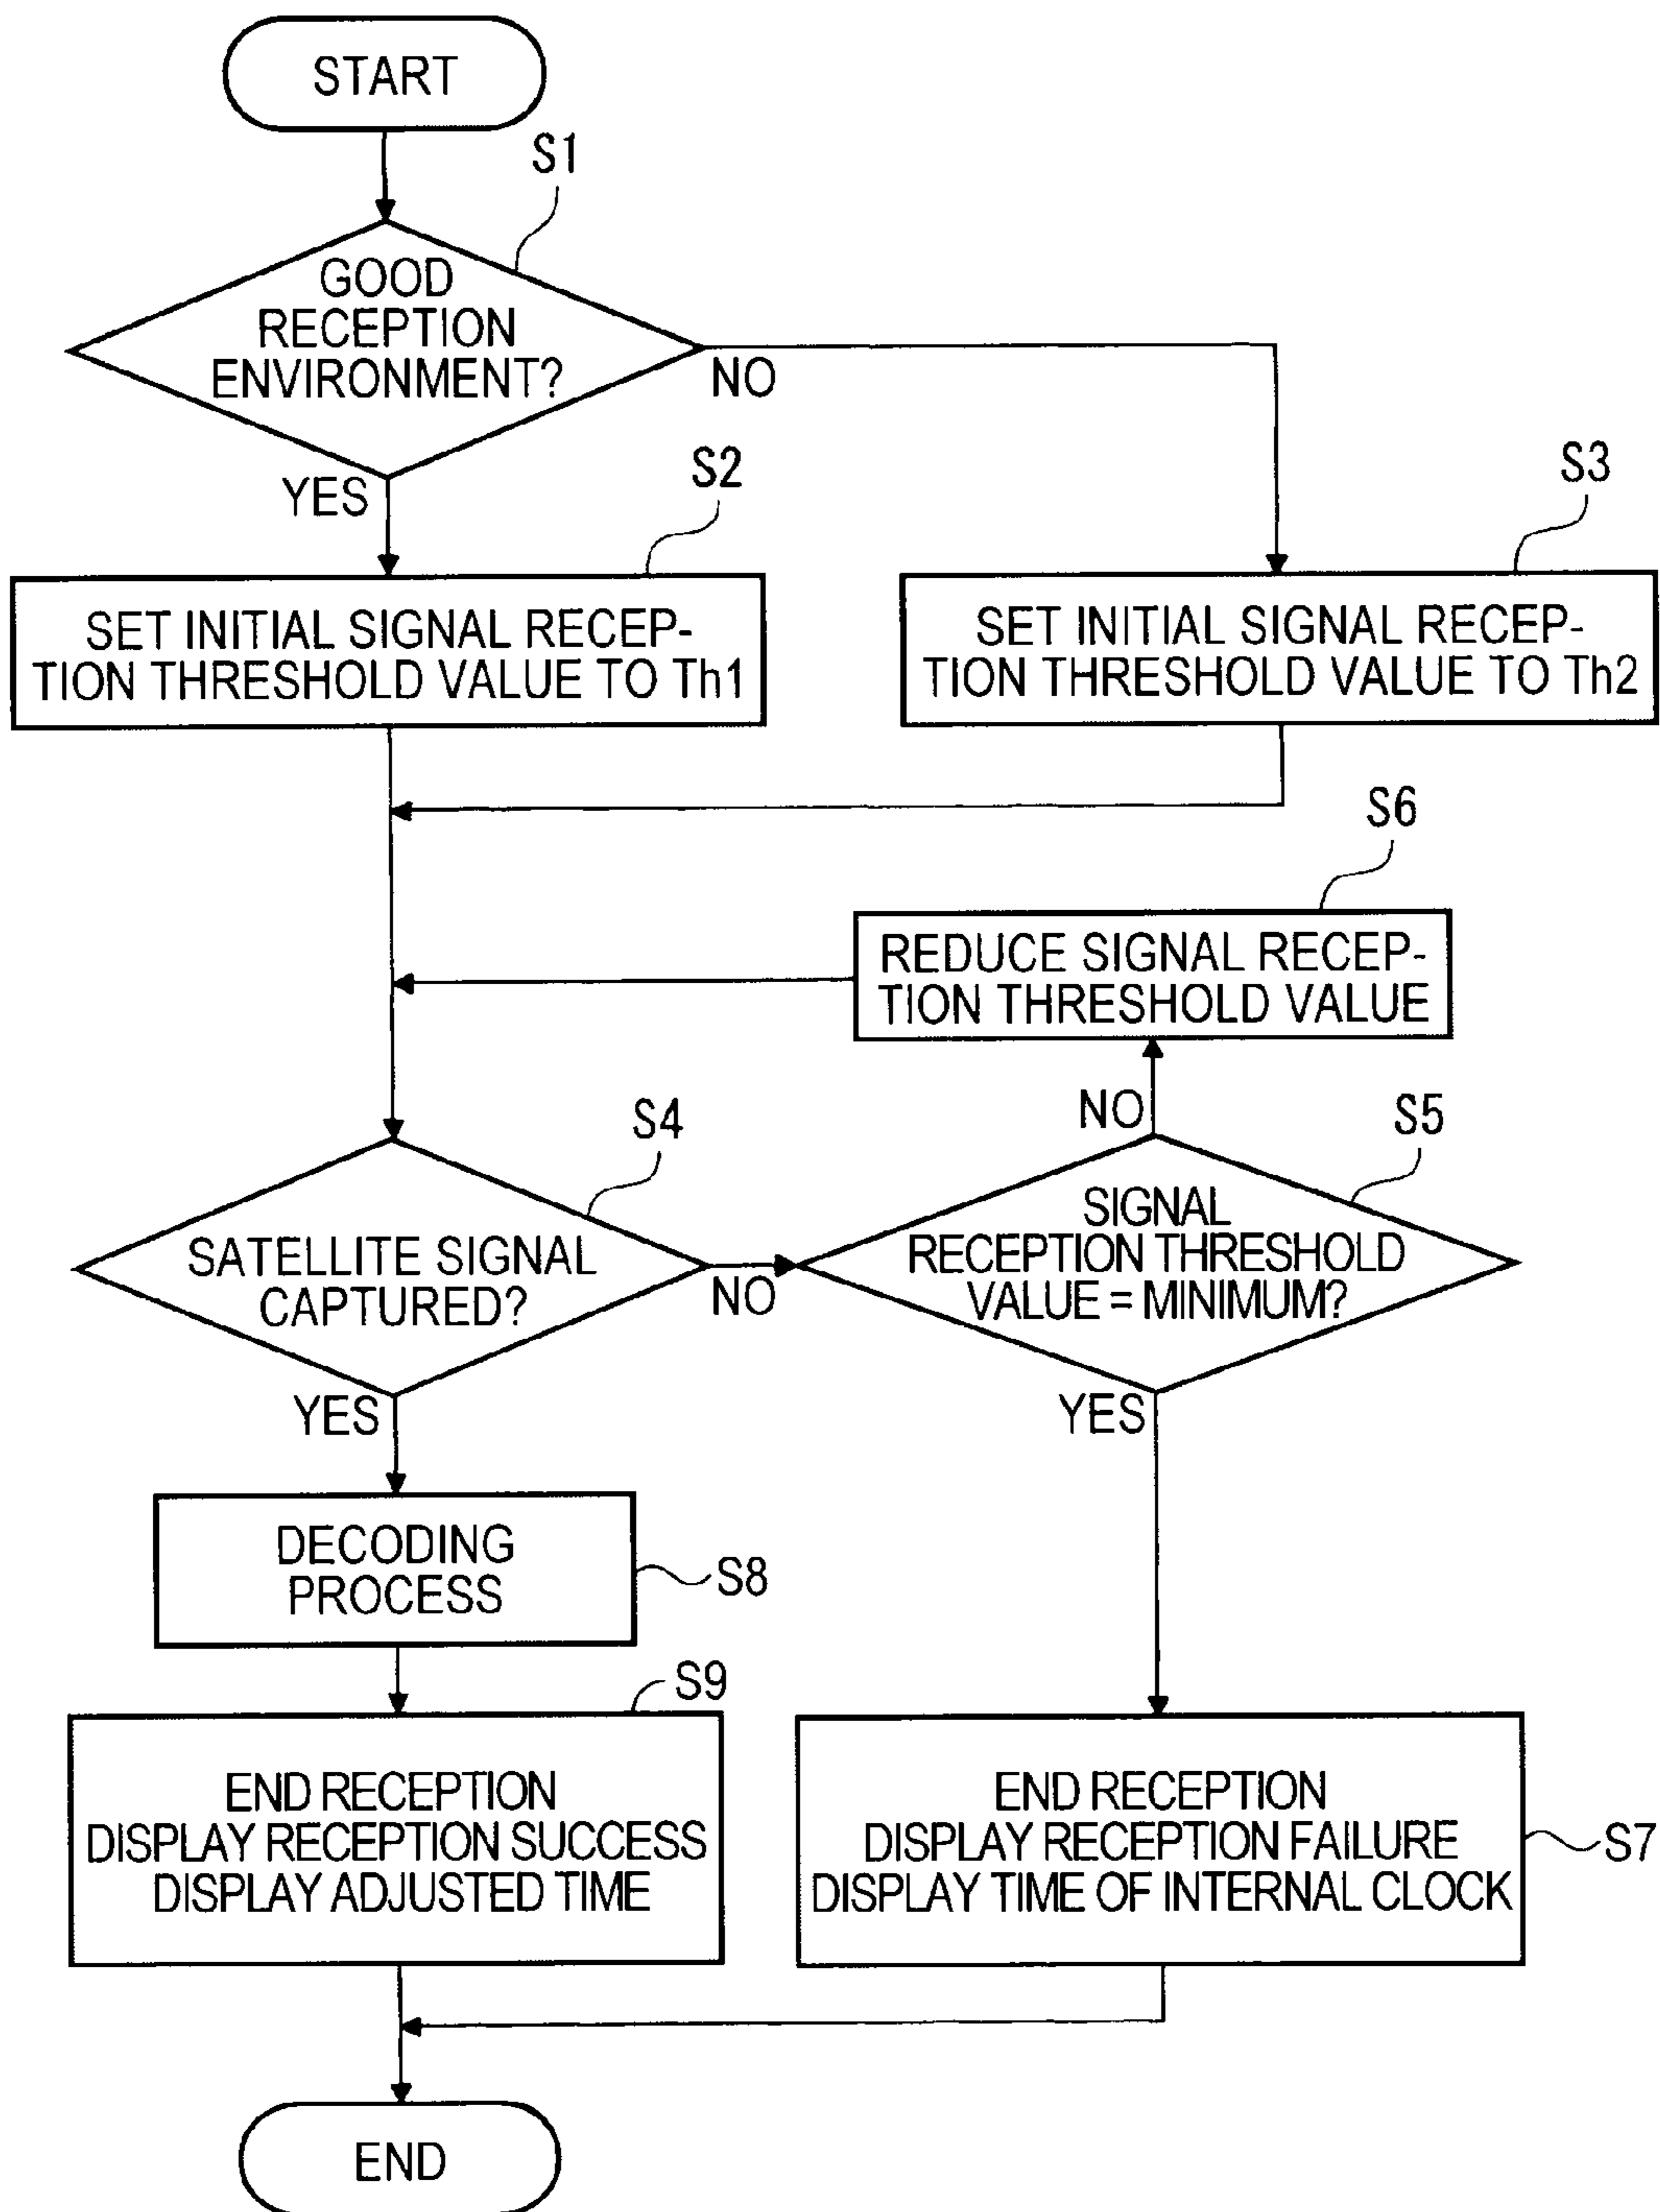 START
S1
GOOD
RECEPTION
ENVIRONMENT?
NO
YES
S2
S3
SET INITIAL SIGNAL RECEP-
TION THRESHOLD VALUE TO Th1
SET INITIAL SIGNAL RECEP-
TION THRESHOLD VALUE TO Th2
S6
REDUCE SIGNAL RECEP-
TION THRESHOLD VALUE
NO
S4
S5
SATELLITE SIGNAL
CAPTURED?
NO
SIGNAL
RECEPTION THRESHOLD
VALUE = MINIMUM?
YES
YES
DECODING
PROCESS
S8
S9
END RECEPTION
DISPLAY RECEPTION SUCCESS
DISPLAY ADJUSTED TIME
END RECEPTION
DISPLAY RECEPTION FAILURE
DISPLAY TIME OF INTERNAL CLOCK
S7
END